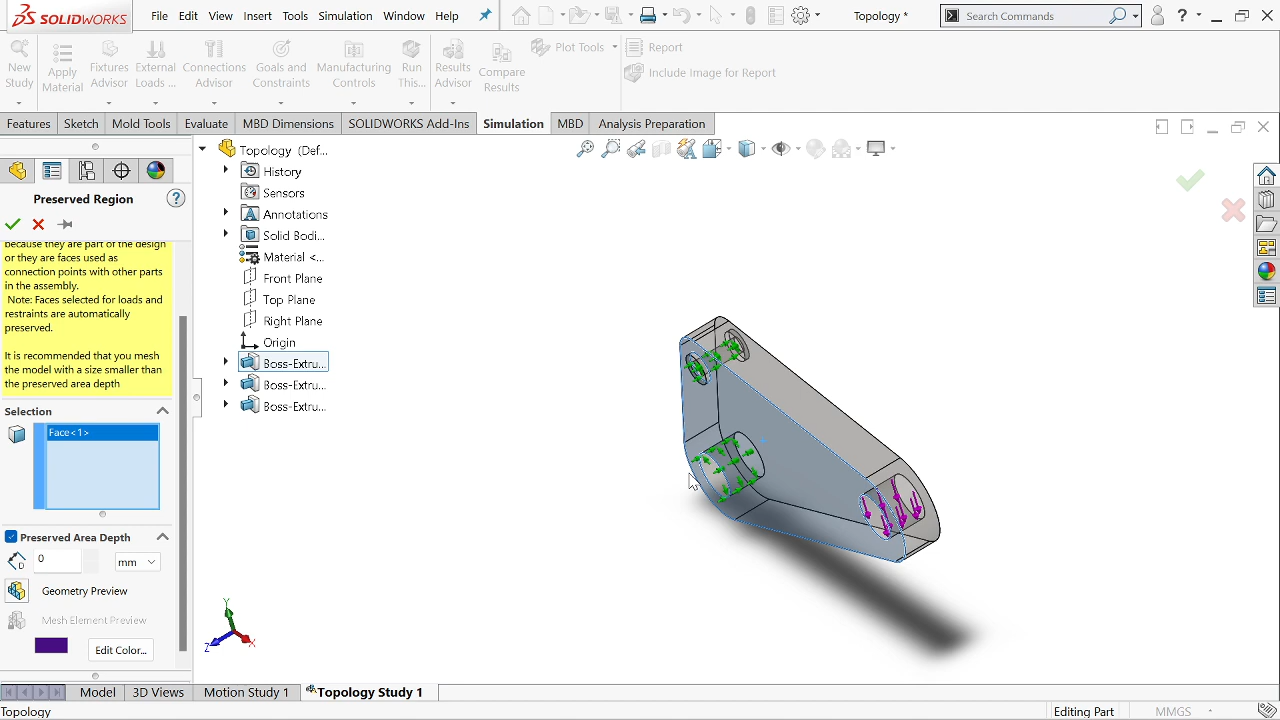 SOLIDWORKS File Edit View Insert Tools Simulation Window Help Topology * Search Commands ?
New Study
Apply Material
Fixtures Advisor
External Loads ...
Connections Advisor
Goals and Constraints
Manufacturing Controls
Run This...
Results Advisor
Compare Results
Plot Tools
Report
Include Image for Report
Features Sketch Mold Tools Evaluate MBD Dimensions SOLIDWORKS Add-Ins Simulation MBD Analysis Preparation
Preserved Region ?
because they are part of the design
or they are faces used as
connection points with other parts
in the assembly.
Note: Faces selected for loads and
restraints are automatically
preserved.
It is recommended that you mesh
the model with a size smaller than
the preserved area depth
Selection
Face<1>
Preserved Area Depth
0 mm
Geometry Preview
Mesh Element Preview
Edit Color...
Topology (Def...
History
Sensors
Annotations
Solid Bodi...
Material <...
Front Plane
Top Plane
Right Plane
Origin
Boss-Extru...
Boss-Extru...
Boss-Extru...
Y
Z X
Model 3D Views Motion Study 1 Topology Study 1
Topology Editing Part MMGS